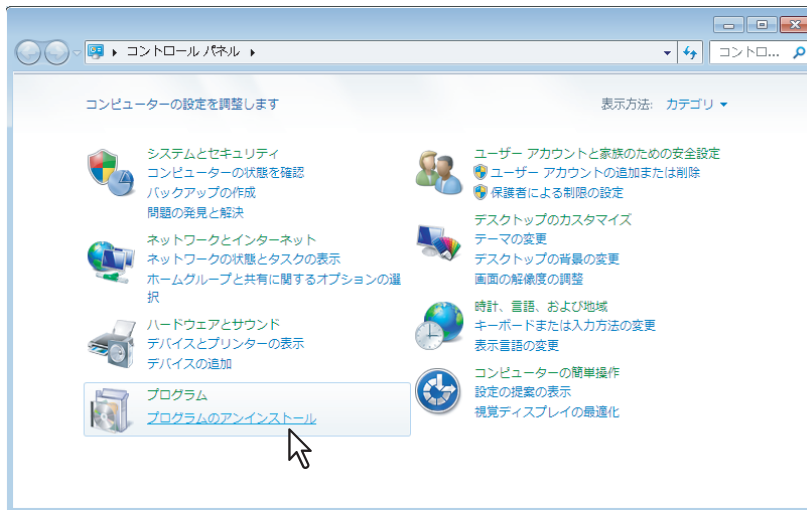 コントロール パネル
コントロ...
コンピューターの設定を調整します
表示方法: カテゴリ
システムとセキュリティ
コンピューターの状態を確認
バックアップの作成
問題の発見と解決
ネットワークとインターネット
ネットワークの状態とタスクの表示
ホームグループと共有に関するオプションの選
択
ハードウェアとサウンド
デバイスとプリンターの表示
デバイスの追加
プログラム
プログラムのアンインストール
ユーザー アカウントと家族のための安全設定
ユーザー アカウントの追加または削除
保護者による制限の設定
デスクトップのカスタマイズ
テーマの変更
デスクトップの背景の変更
画面の解像度の調整
時計、言語、および地域
キーボードまたは入力方法の変更
表示言語の変更
コンピューターの簡単操作
設定の提案の表示
視覚ディスプレイの最適化